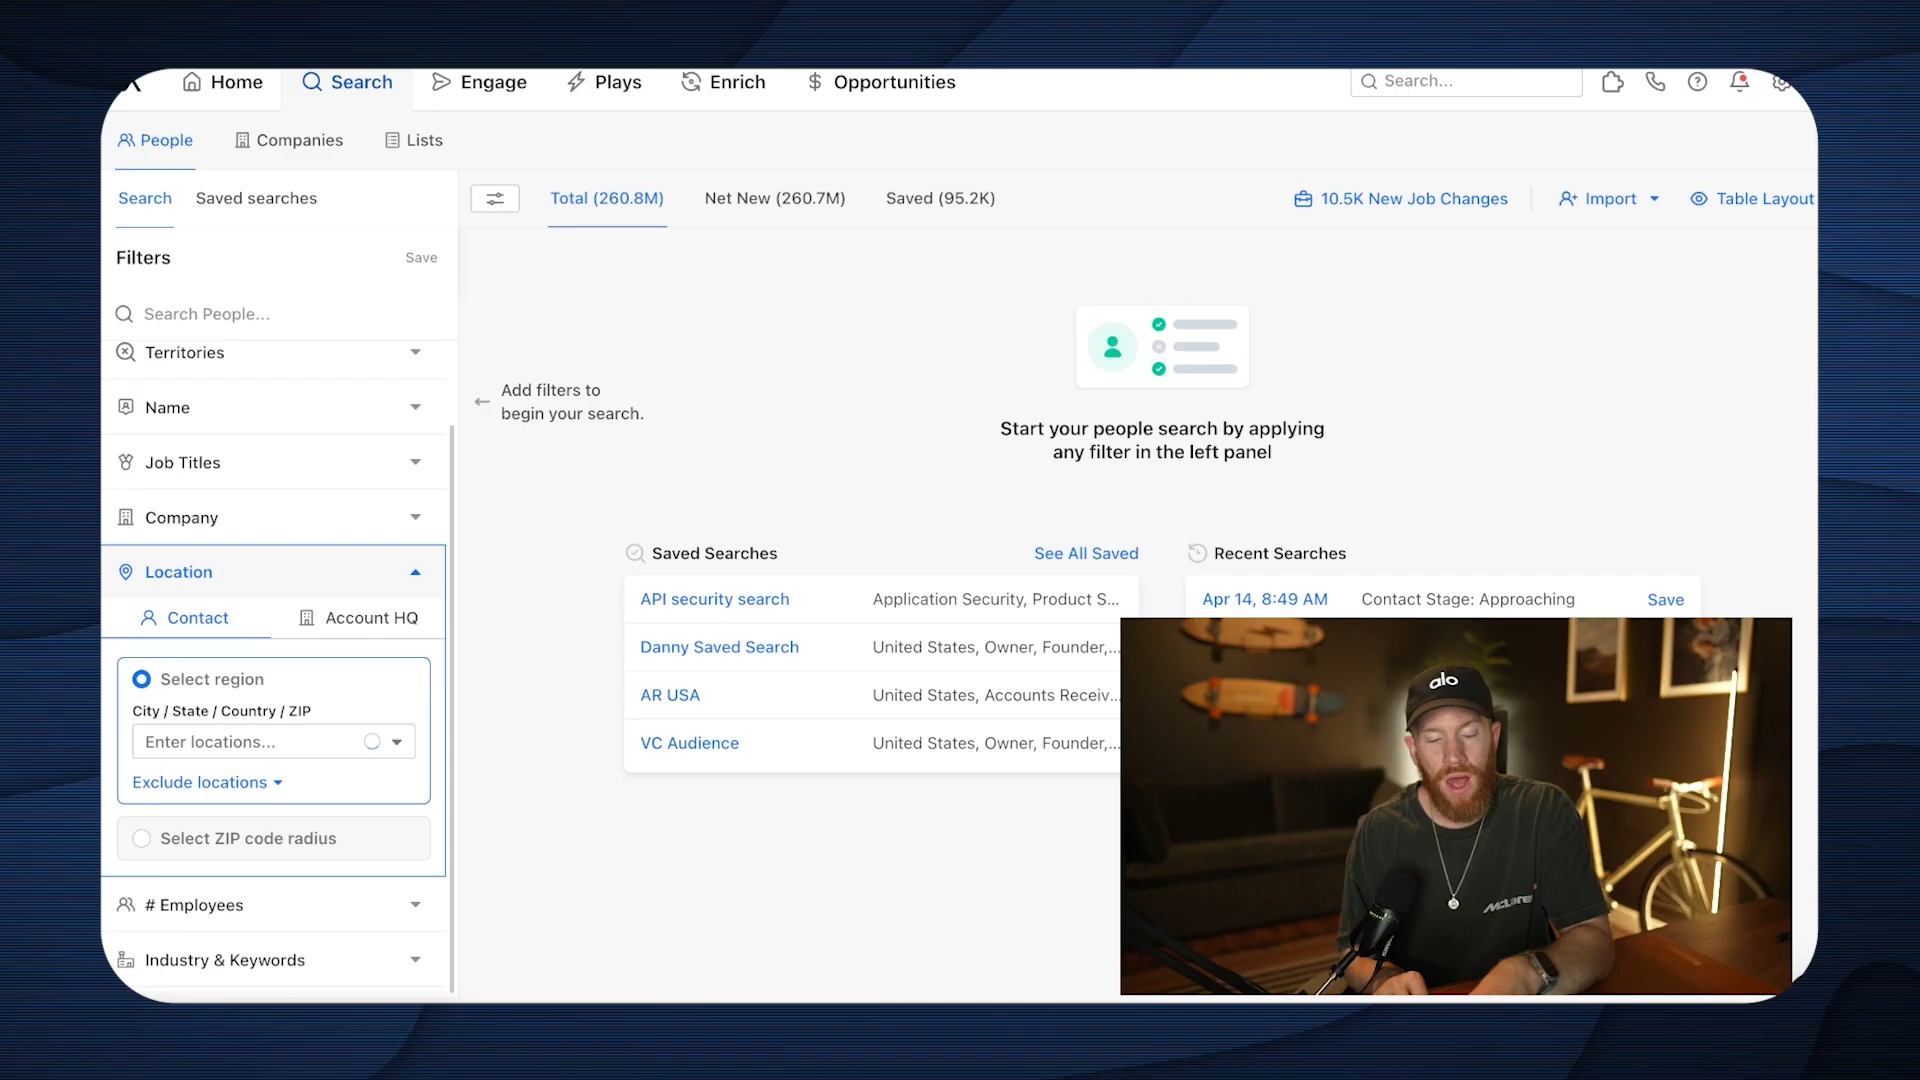 Home
Search
Engage
Plays
Enrich
Opportunities
Search...
People
Companies
Lists
Search
Saved searches
Total (260.8M)
Net New (260.7M)
Saved (95.2K)
10.5K New Job Changes
Import
Table Layout
Filters
Save
Search People...
Territories
Name
Job Titles
Company
Location
Contact
Account HQ
Select region
City / State / Country / ZIP
Enter locations...
Exclude locations
Select ZIP code radius
# Employees
Industry & Keywords
Add filters to
begin your search.
Start your people search by applying
any filter in the left panel
Saved Searches
See All Saved
API security search
Application Security, Product S...
Danny Saved Search
United States, Owner, Founder,...
AR USA
United States, Accounts Receiv...
VC Audience
United States, Owner, Founder,...
Recent Searches
Apr 14, 8:49 AM
Contact Stage: Approaching
Save
alo
McLaren